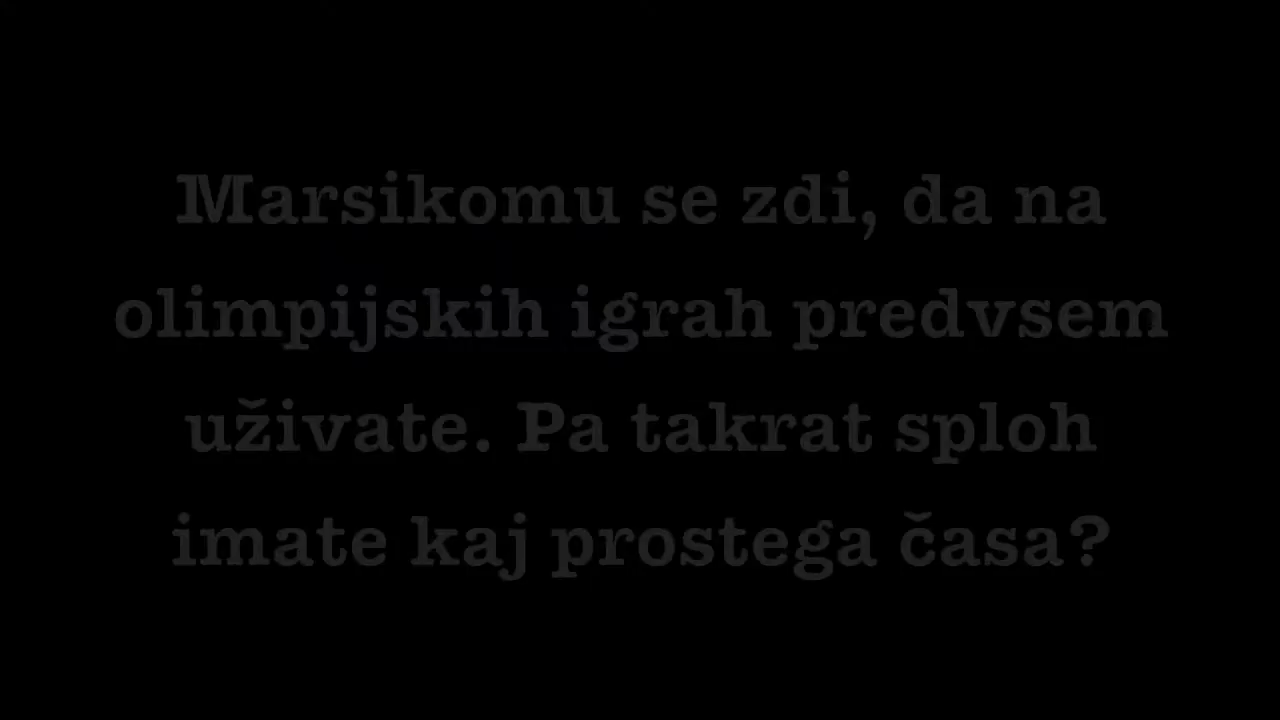 Marsikomu se zdi, da na
olimpijskih igrah predvsem
uživate. Pa takrat sploh
imate kaj prostega časa?